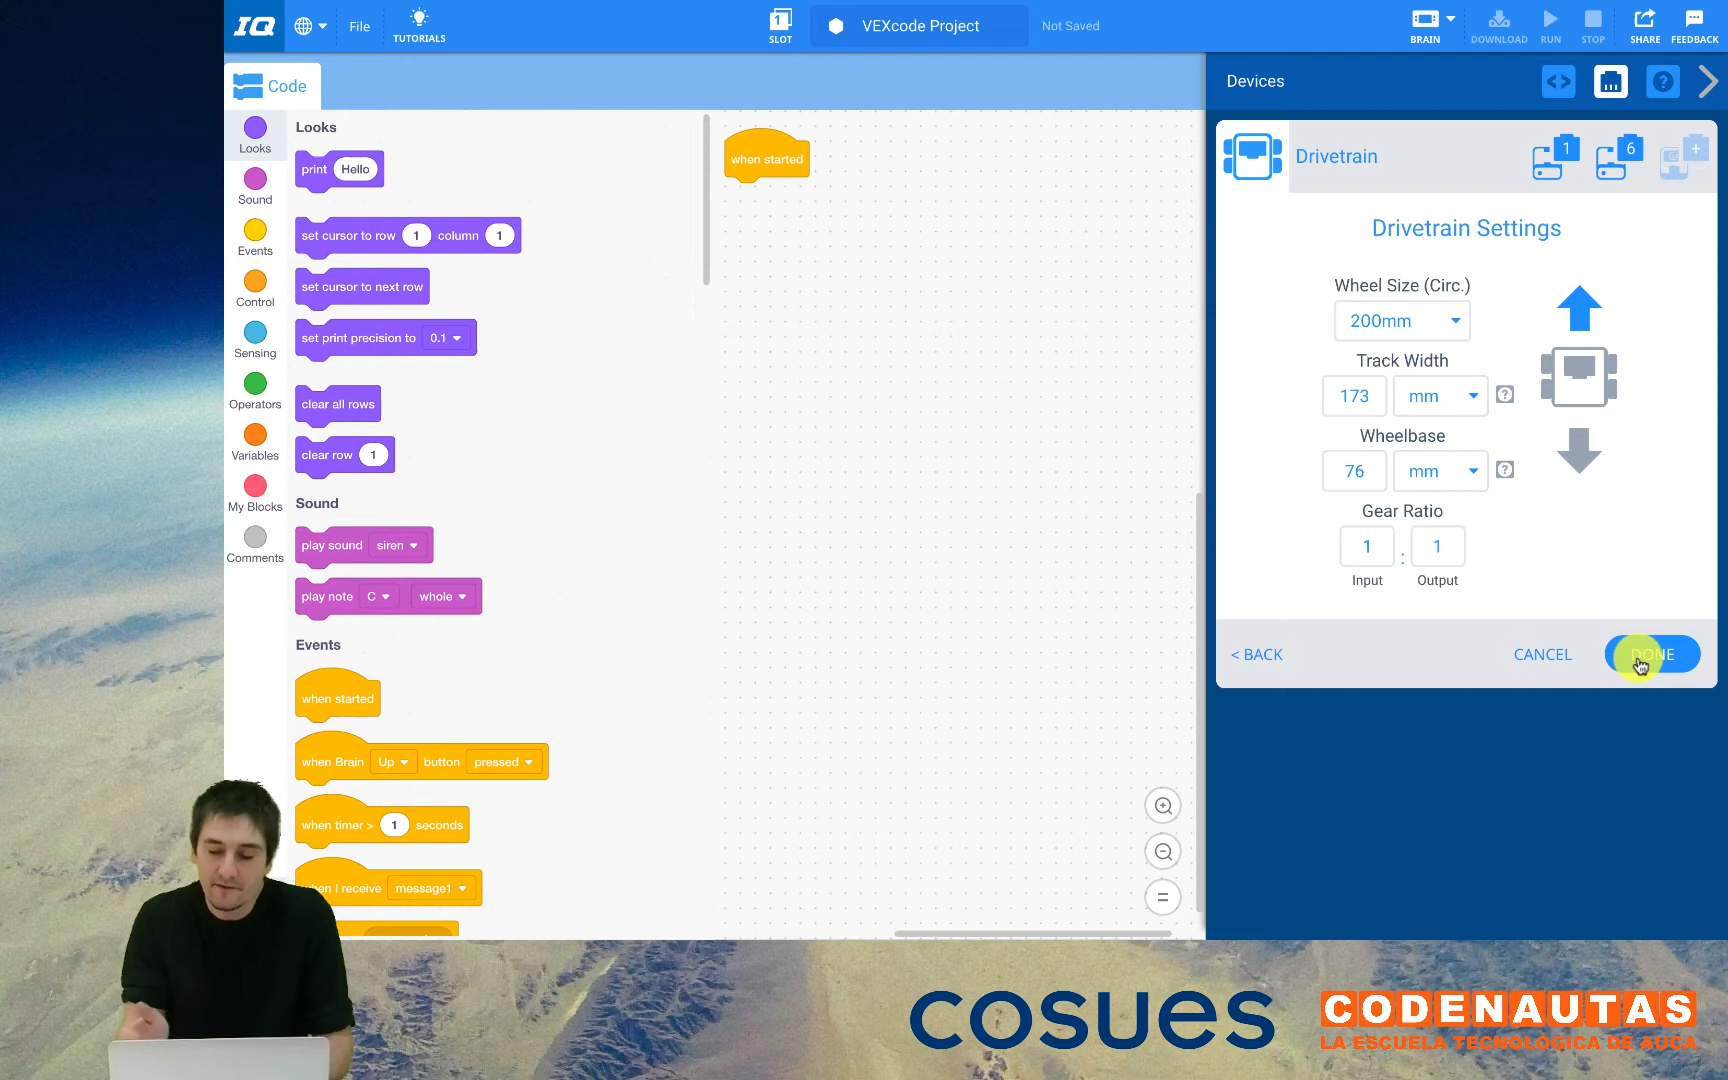 IQ
File
TUTORIALS
1
SLOT
VEXcode Project
Not Saved
BRAIN
DOWNLOAD
RUN
STOP
SHARE
FEEDBACK
Code
Devices
Looks
Sound
Events
Control
Sensing
Operators
Variables
My Blocks
Comments
Looks
print Hello
set cursor to row 1 column 1
set cursor to next row
set print precision to 0.1
clear all rows
clear row 1
Sound
play sound siren
play note C whole
Events
when started
when Brain Up button pressed
when timer > 1 seconds
when I receive message1
when started
Drivetrain
1
6
Drivetrain Settings
Wheel Size (Circ.)
200mm
Track Width
173 mm
Wheelbase
76 mm
Gear Ratio
1 : 1
Input Output
< BACK
CANCEL
DONE
cosues
CODENAUTAS
LA ESCUELA TECNOLÓGICA DE AUCA